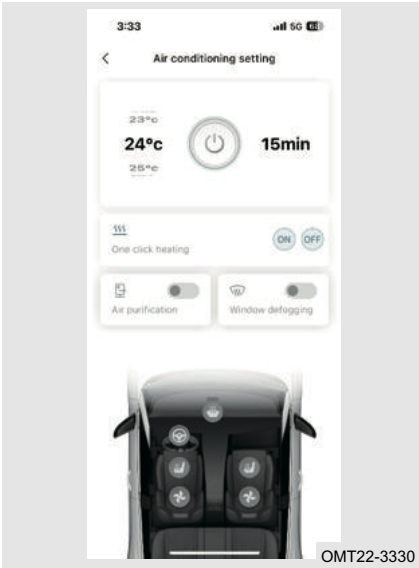 3:33 5G
Air conditioning setting
23°c
24°c 15min
25°c
One click heating ON OFF
Air purification Window defogging
OMT22-3330